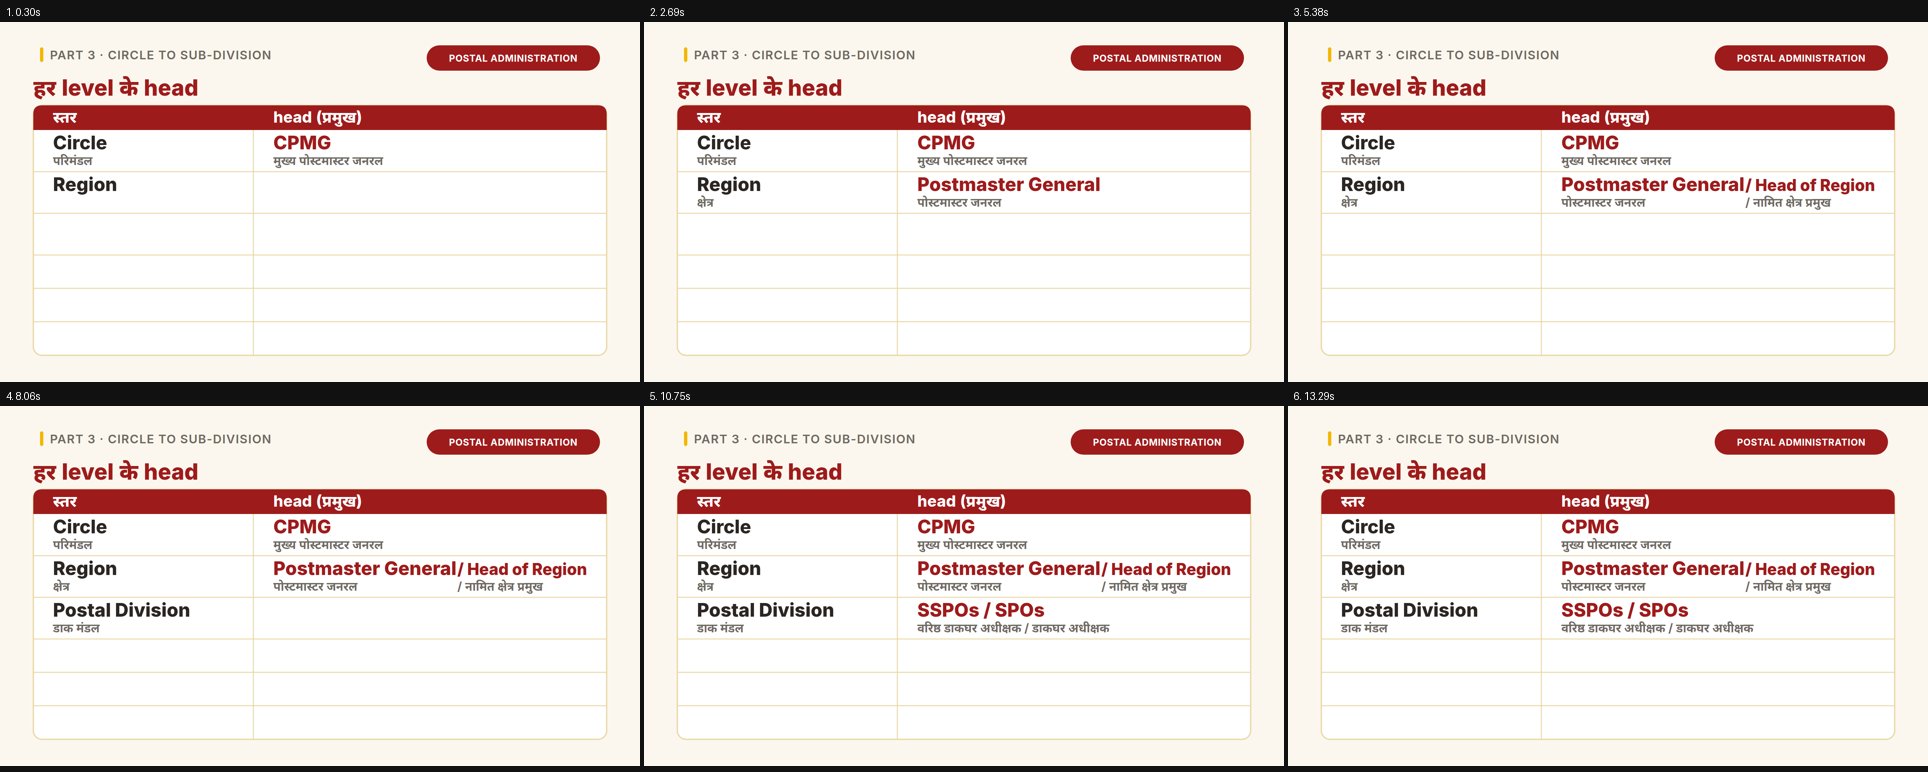 1. 0.30s
PART 3 · CIRCLE TO SUB-DIVISION
POSTAL ADMINISTRATION
हर level के head
स्तर head (प्रमुख)
Circle CPMG
परिमंडल मुख्य पोस्टमास्टर जनरल
Region
2. 2.69s
PART 3 · CIRCLE TO SUB-DIVISION
POSTAL ADMINISTRATION
हर level के head
स्तर head (प्रमुख)
Circle CPMG
परिमंडल मुख्य पोस्टमास्टर जनरल
Region Postmaster General
क्षेत्र पोस्टमास्टर जनरल
3. 5.38s
PART 3 · CIRCLE TO SUB-DIVISION
POSTAL ADMINISTRATION
हर level के head
स्तर head (प्रमुख)
Circle CPMG
परिमंडल मुख्य पोस्टमास्टर जनरल
Region Postmaster General/ Head of Region
क्षेत्र पोस्टमास्टर जनरल / नामित क्षेत्र प्रमुख
4. 8.06s
PART 3 · CIRCLE TO SUB-DIVISION
POSTAL ADMINISTRATION
हर level के head
स्तर head (प्रमुख)
Circle CPMG
परिमंडल मुख्य पोस्टमास्टर जनरल
Region Postmaster General/ Head of Region
क्षेत्र पोस्टमास्टर जनरल / नामित क्षेत्र प्रमुख
Postal Division
डाक मंडल
5. 10.75s
PART 3 · CIRCLE TO SUB-DIVISION
POSTAL ADMINISTRATION
हर level के head
स्तर head (प्रमुख)
Circle CPMG
परिमंडल मुख्य पोस्टमास्टर जनरल
Region Postmaster General/ Head of Region
क्षेत्र पोस्टमास्टर जनरल / नामित क्षेत्र प्रमुख
Postal Division SSPOs / SPOs
डाक मंडल वरिष्ठ डाकघर अधीक्षक / डाकघर अधीक्षक
6. 13.29s
PART 3 · CIRCLE TO SUB-DIVISION
POSTAL ADMINISTRATION
हर level के head
स्तर head (प्रमुख)
Circle CPMG
परिमंडल मुख्य पोस्टमास्टर जनरल
Region Postmaster General/ Head of Region
क्षेत्र पोस्टमास्टर जनरल / नामित क्षेत्र प्रमुख
Postal Division SSPOs / SPOs
डाक मंडल वरिष्ठ डाकघर अधीक्षक / डाकघर अधीक्षक